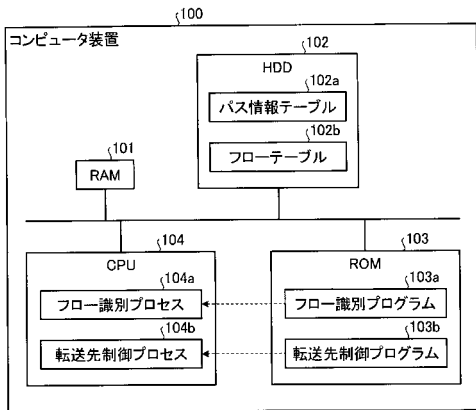 100
コンピュータ装置
102
HDD
102a
パス情報テーブル
102b
フローテーブル
101
RAM
104
CPU
104a
フロー識別プロセス
104b
転送先制御プロセス
103
ROM
103a
フロー識別プログラム
103b
転送先制御プログラム